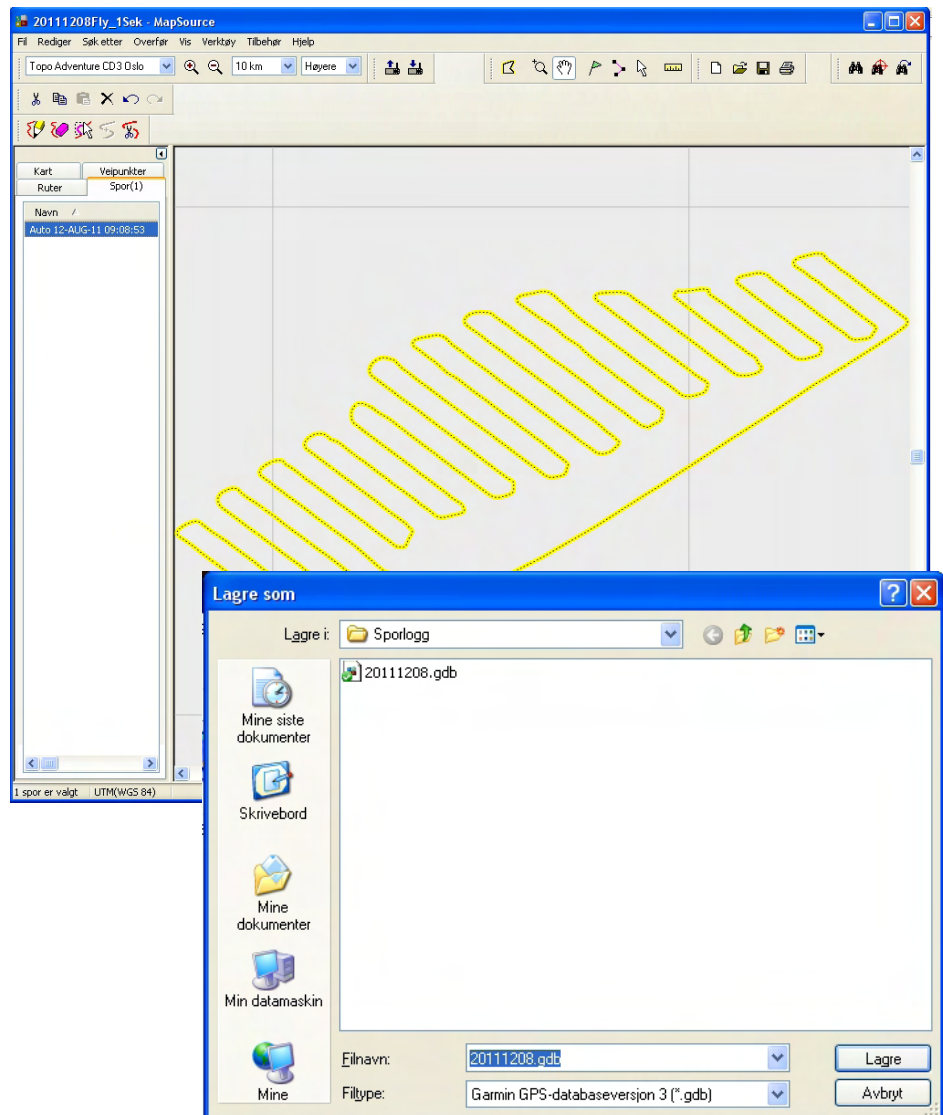 20111208Fly_1Sek - MapSource
Fil Rediger Søk etter Overfør Vis Verktøy Tilbehør Hjelp
Topo Adventure CD3 Oslo 10 km Høyere
Kart Veipunkter
Ruter Spor(1)
Navn /
Auto 12-AUG-11 09:08:53
1 spor er valgt UTM(WGS 84)
Lagre som
Lagre i: Sporlogg
20111208.gdb
Mine siste
dokumenter
Skrivebord
Mine
dokumenter
Min datamaskin
Mine
Filnavn: 20111208.gdb Lagre
Filtype: Garmin GPS-databaseversjon 3 (*.gdb) Avbryt